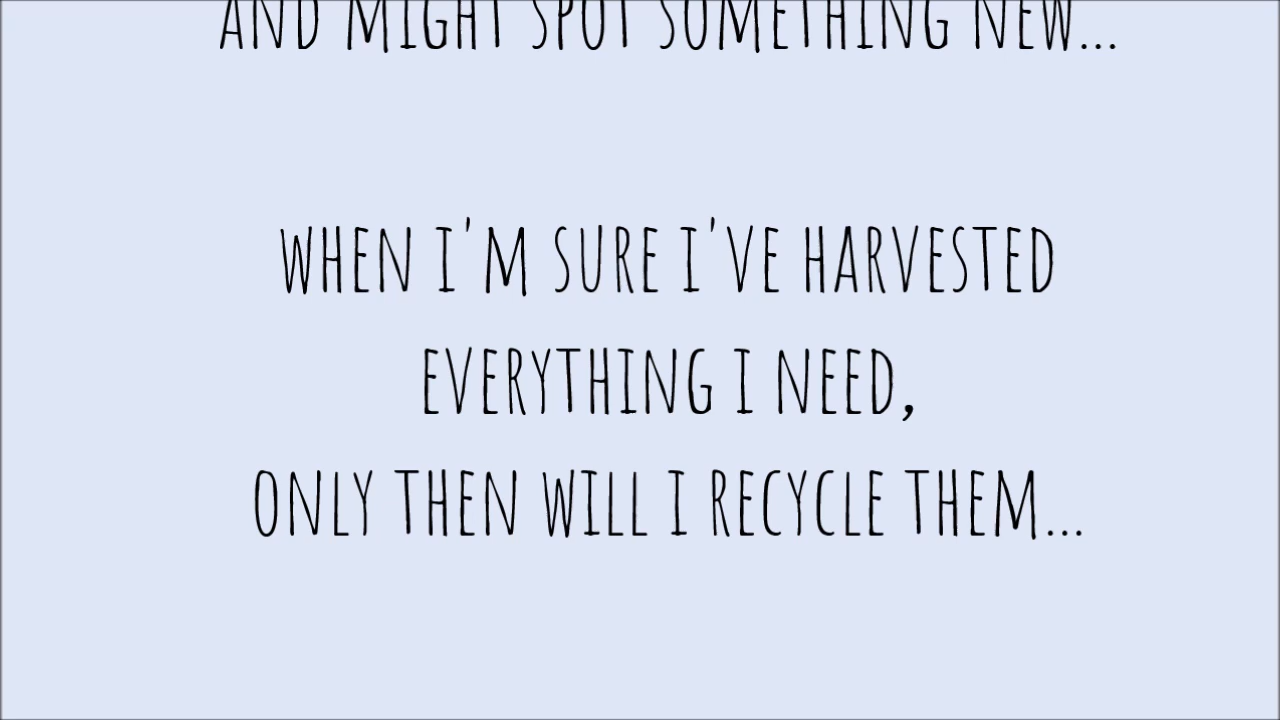 AND MIGHT SPOT SOMETHING NEW...
WHEN I'M SURE I'VE HARVESTED
EVERYTHING I NEED,
ONLY THEN WILL I RECYCLE THEM...